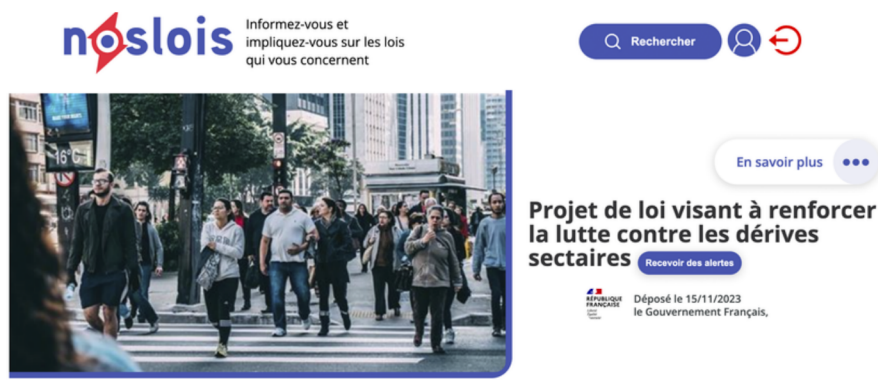 noslois
Informez-vous et
impliquez-vous sur les lois
qui vous concernent
Rechercher
16°C
En savoir plus
Projet de loi visant à renforcer
la lutte contre les dérives
sectaires Recevoir des alertes
RÉPUBLIQUE
FRANÇAISE
Déposé le 15/11/2023
le Gouvernement Français,